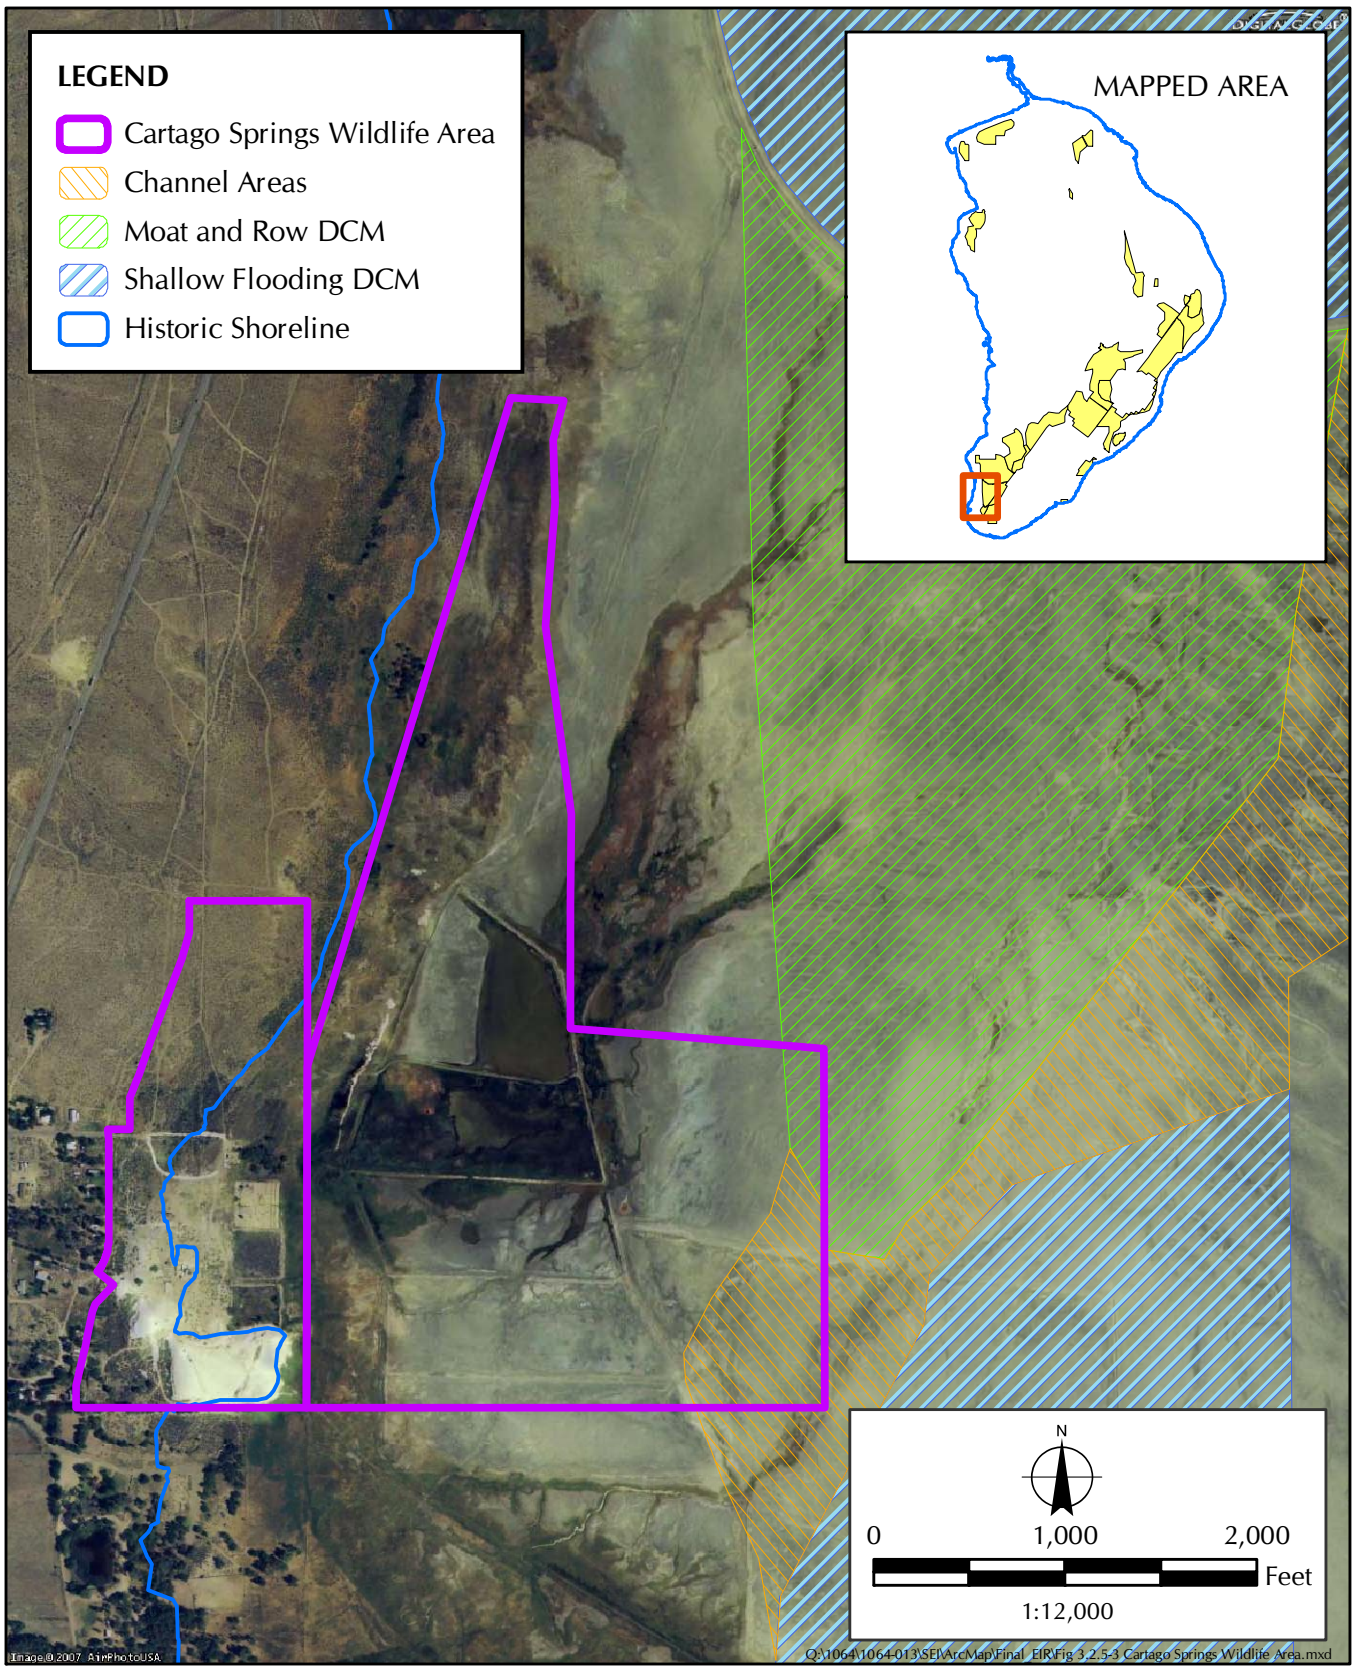 DIGITALGLOBE
LEGEND
Cartago Springs Wildlife Area
Channel Areas
Moat and Row DCM
Shallow Flooding DCM
Historic Shoreline
MAPPED AREA
N
0 1,000 2,000
Feet
1:12,000
Image © 2007 AirPhotoUSA
Q:\1064\1064-013\SEI\ArcMap\Final_EIR\Fig 3.2.5-3 Cartago Springs Wildlife Area.mxd